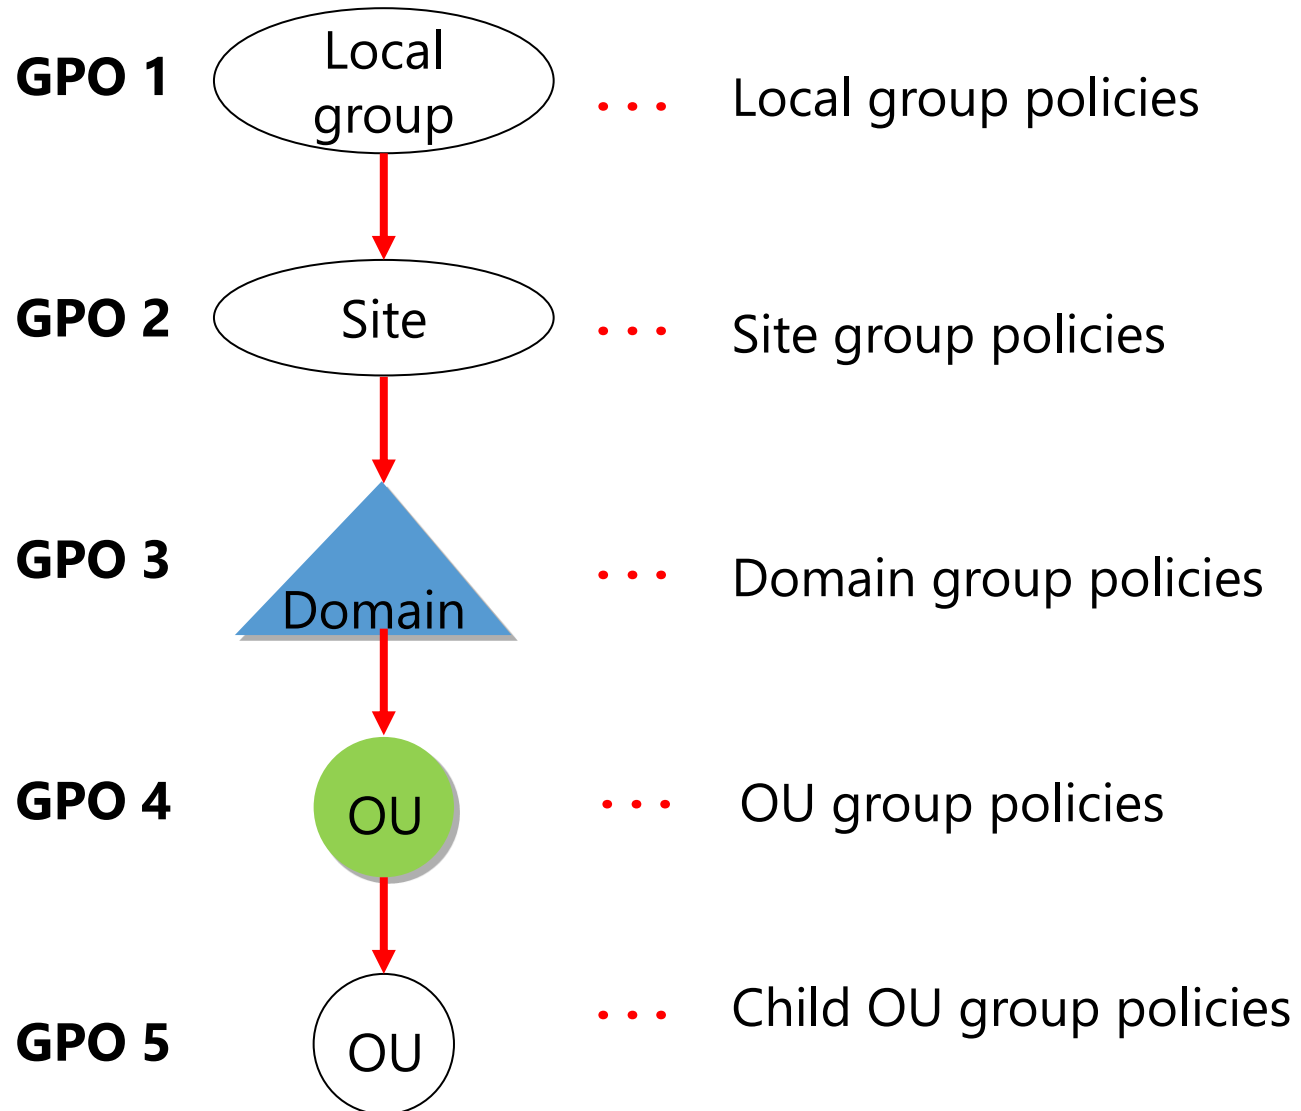 GPO 1
Local
group
... Local group policies
GPO 2
Site
... Site group policies
GPO 3
Domain
... Domain group policies
GPO 4
OU
... OU group policies
GPO 5
OU
... Child OU group policies